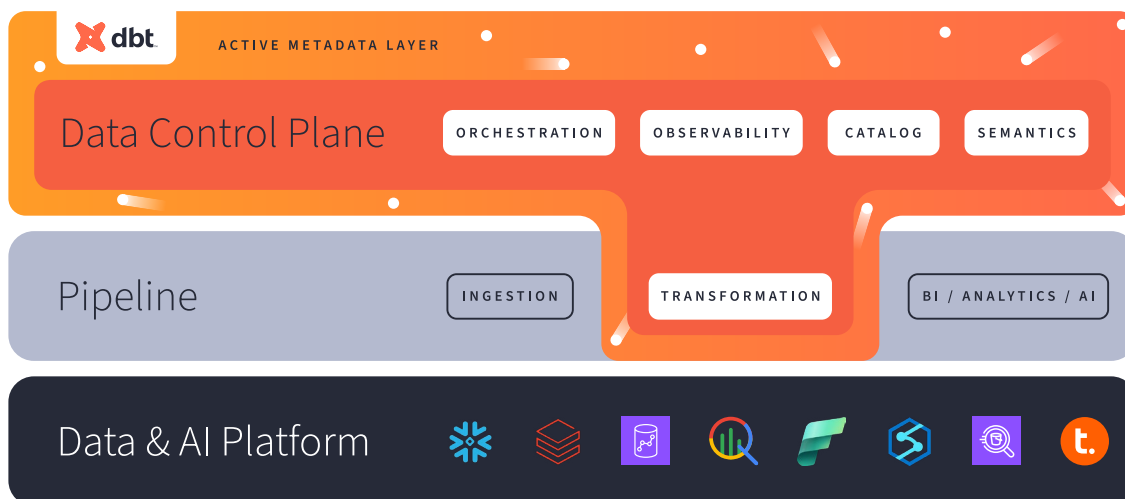 dbt
ACTIVE METADATA LAYER
Data Control Plane
ORCHESTRATION
OBSERVABILITY
CATALOG
SEMANTICS
Pipeline
INGESTION
TRANSFORMATION
BI / ANALYTICS / AI
Data & AI Platform
t.